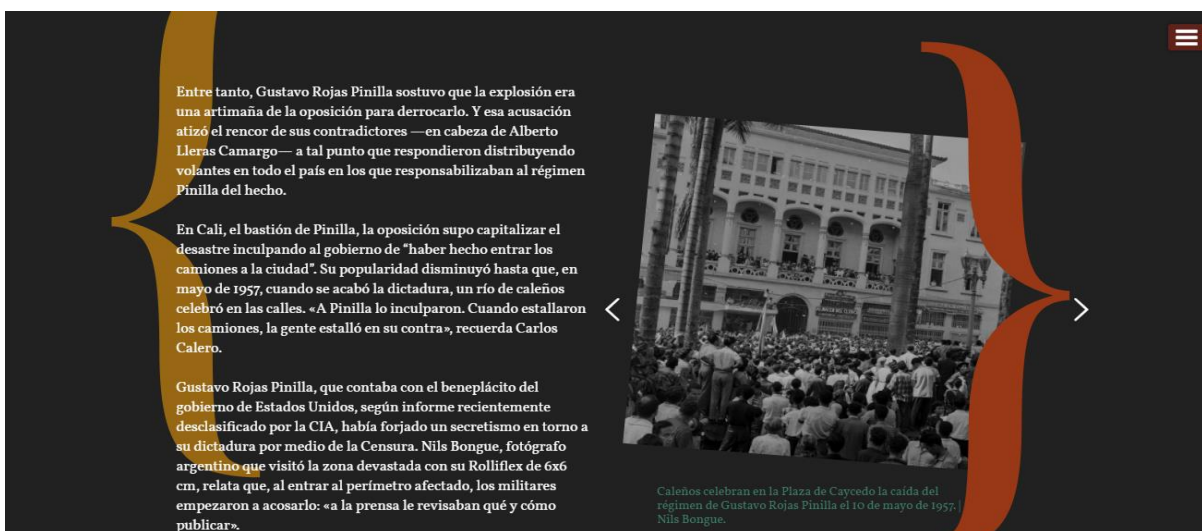 Entre tanto, Gustavo Rojas Pinilla sostuvo que la explosión era
una artimaña de la oposición para derrocarlo. Y esa acusación
atizó el rencor de sus contradictores —en cabeza de Alberto
Lleras Camargo— a tal punto que respondieron distribuyendo
volantes en todo el país en los que responsabilizaban al régimen
Pinilla del hecho.
En Cali, el bastión de Pinilla, la oposición supo capitalizar el
desastre inculpando al gobierno de “haber hecho entrar los
camiones a la ciudad”. Su popularidad disminuyó hasta que, en
mayo de 1957, cuando se acabó la dictadura, un río de caleños
celebró en las calles. «A Pinilla lo inculparon. Cuando estallaron
los camiones, la gente estalló en su contra», recuerda Carlos
Calero.
Gustavo Rojas Pinilla, que contaba con el beneplácito del
gobierno de Estados Unidos, según informe recientemente
desclasificado por la CIA, había forjado un secretismo en torno a
su dictadura por medio de la Censura. Nils Bongue, fotógrafo
argentino que visitó la zona devastada con su Rolliflex de 6x6
cm, relata que, al entrar al perímetro afectado, los militares
empezaron a acosarlo: «a la prensa le revisaban qué y cómo
publicar».
Caleños celebran en la Plaza de Caycedo la caída del
régimen de Gustavo Rojas Pinilla el 10 de mayo de 1957. |
Nils Bongue.